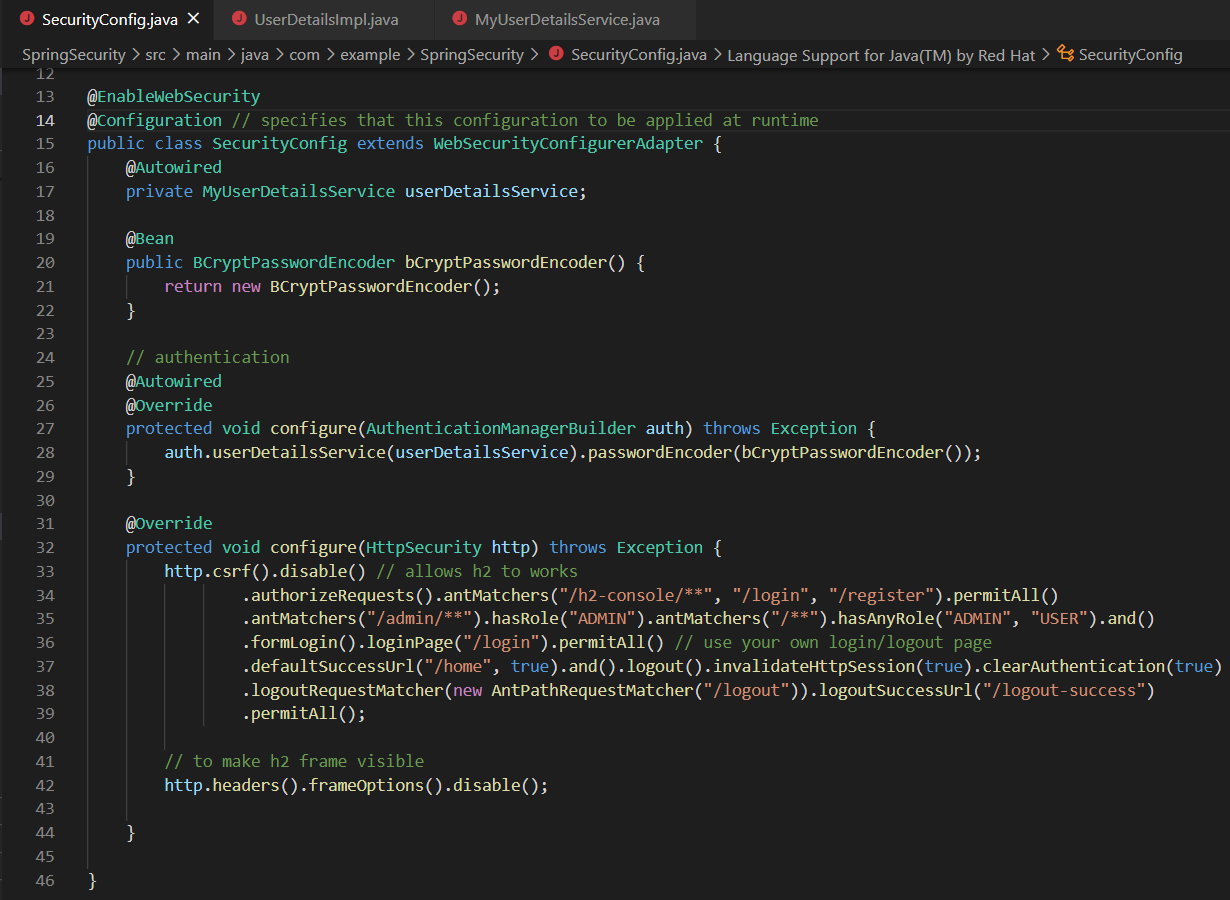 SecurityConfig.java × UserDetailsImpl.java MyUserDetailsService.java
SpringSecurity > src > main > java > com > example > SpringSecurity > SecurityConfig.java > Language Support for Java(TM) by Red Hat > SecurityConfig
12
13 @EnableWebSecurity
14 @Configuration // specifies that this configuration to be applied at runtime
15 public class SecurityConfig extends WebSecurityConfigurerAdapter {
16     @Autowired
17     private MyUserDetailsService userDetailsService;
18
19     @Bean
20     public BCryptPasswordEncoder bCryptPasswordEncoder() {
21         return new BCryptPasswordEncoder();
22     }
23
24     // authentication
25     @Autowired
26     @Override
27     protected void configure(AuthenticationManagerBuilder auth) throws Exception {
28         auth.userDetailsService(userDetailsService).passwordEncoder(bCryptPasswordEncoder());
29     }
30
31     @Override
32     protected void configure(HttpSecurity http) throws Exception {
33         http.csrf().disable() // allows h2 to works
34                 .authorizeRequests().antMatchers("/h2-console/**", "/login", "/register").permitAll()
35                 .antMatchers("/admin/**").hasRole("ADMIN").antMatchers("/**").hasAnyRole("ADMIN", "USER").and()
36                 .formLogin().loginPage("/login").permitAll() // use your own login/logout page
37                 .defaultSuccessUrl("/home", true).and().logout().invalidateHttpSession(true).clearAuthentication(true)
38                 .logoutRequestMatcher(new AntPathRequestMatcher("/logout")).logoutSuccessUrl("/logout-success")
39                 .permitAll();
40
41         // to make h2 frame visible
42         http.headers().frameOptions().disable();
43
44     }
45
46 }